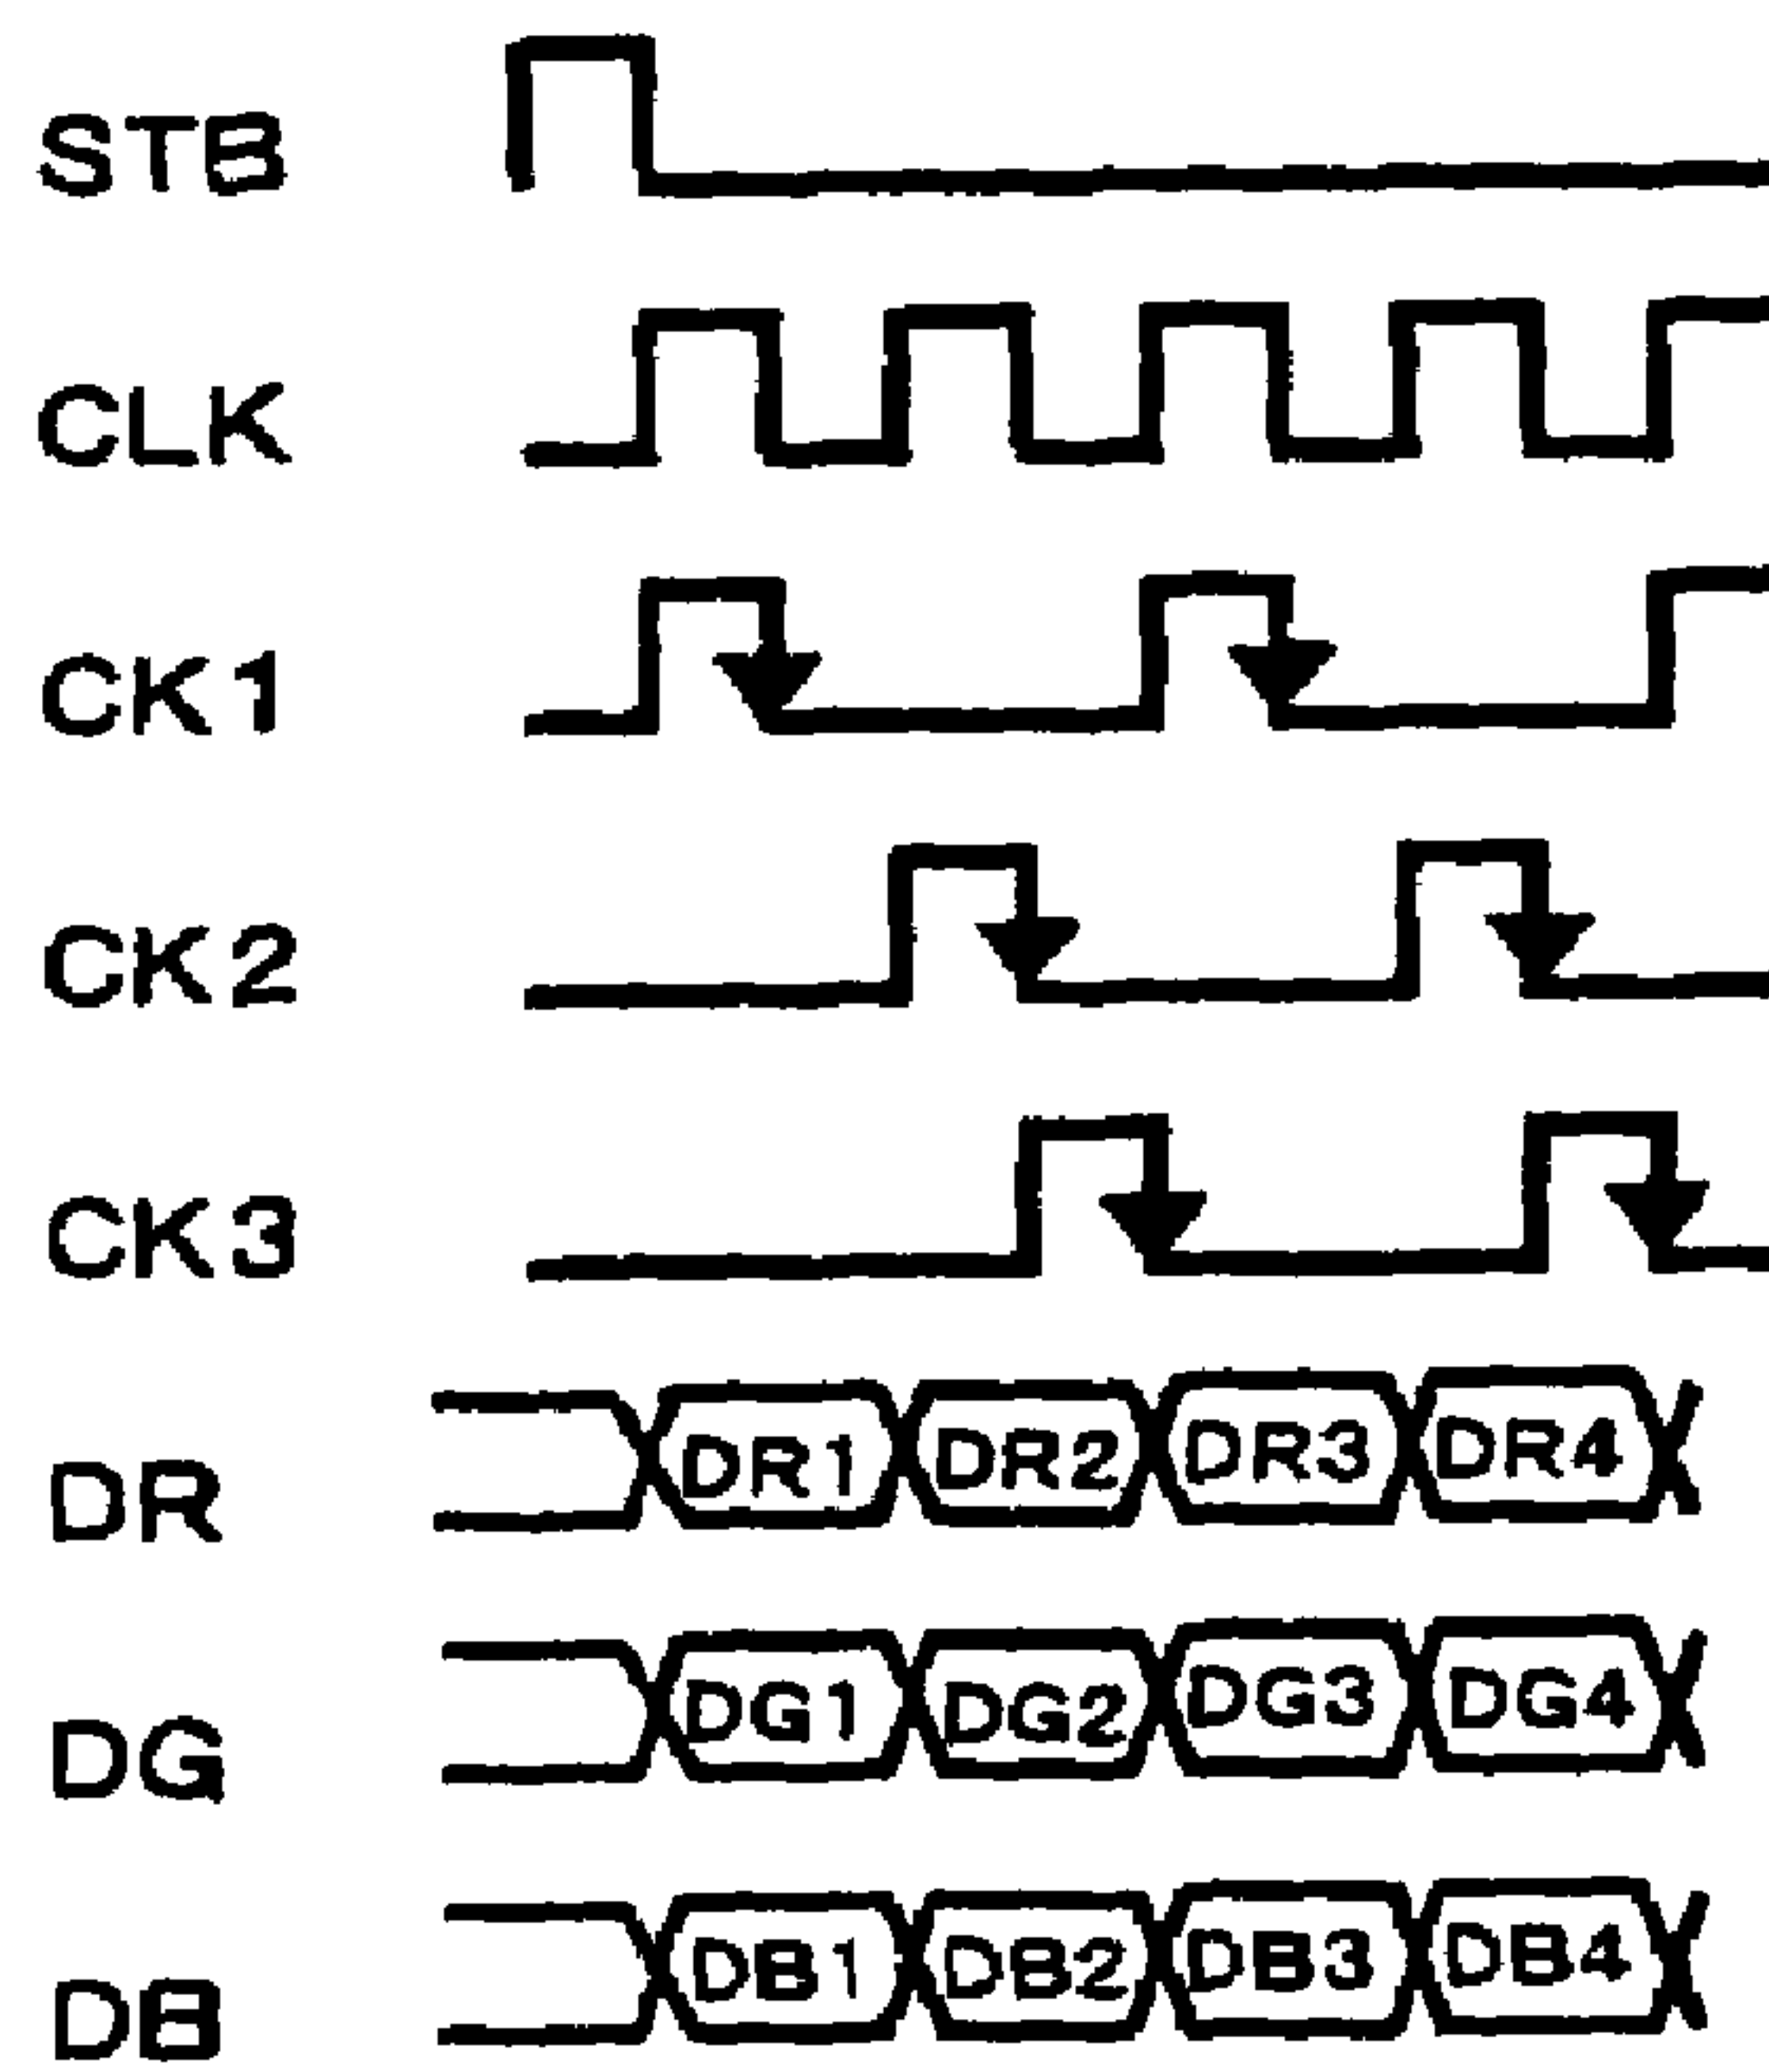 STB
CLK
CK1
CK2
CK3
DR DR1 DR2 DR3 DR4
DG DG1 DG2 DG3 DG4
DB DB1 DB2 DB3 DB4